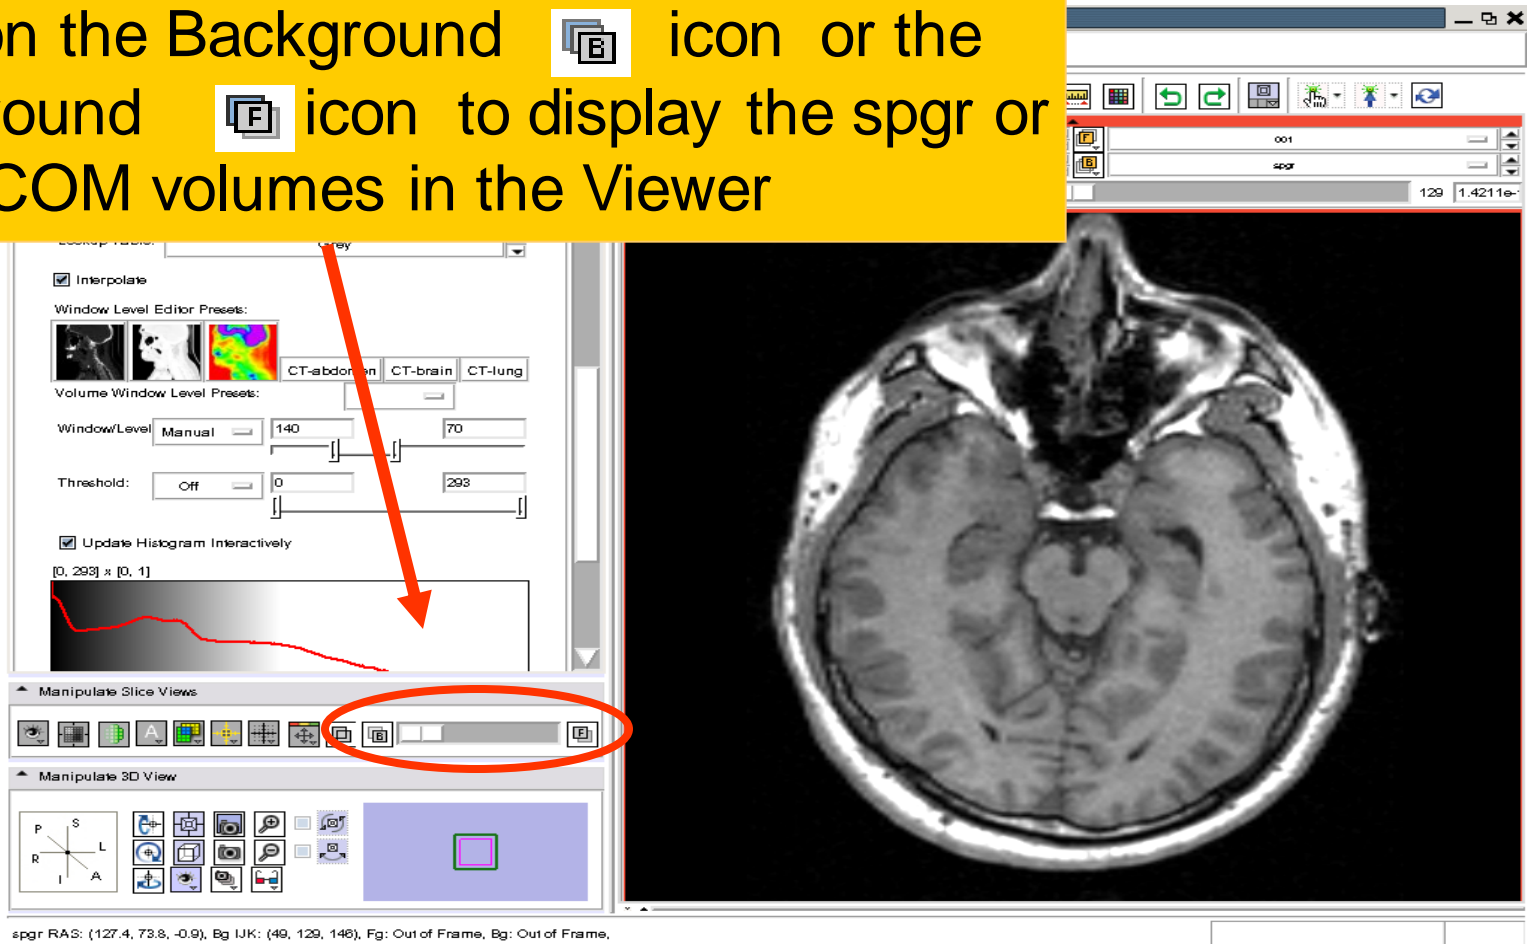 on the Background B icon or the
ound F icon to display the spgr or
COM volumes in the Viewer
F 001
B spgr
129 1.4211e-
Grey
Interpolate
Window Level Editor Presets:
CT-abdomen CT-brain CT-lung
Volume Window Level Presets:
Window/Level Manual 140 70
Threshold: Off 0 293
Update Histogram Interactively
[0, 293] x [0, 1]
Manipulate Slice Views
A B F
Manipulate 3D View
P S
R L
I A
spgr RAS: (127.4, 73.8, -0.9), Bg IJK: (49, 129, 146), Fg: Out of Frame, Bg: Out of Frame,